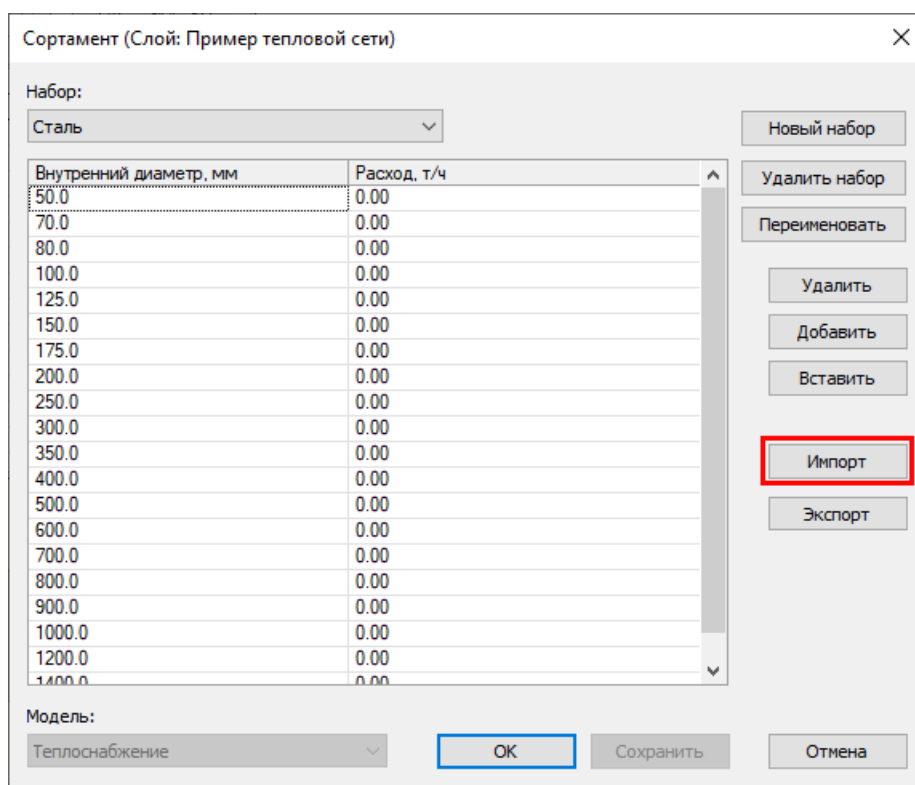 Сортамент (Слой: Пример тепловой сети)
Набор:
Сталь
Новый набор
Внутренний диаметр, мм Расход, т/ч
Удалить набор
50.0 0.00
70.0 0.00
Переименовать
80.0 0.00
100.0 0.00
Удалить
125.0 0.00
150.0 0.00
Добавить
175.0 0.00
200.0 0.00
Вставить
250.0 0.00
300.0 0.00
350.0 0.00
Импорт
400.0 0.00
500.0 0.00
Экспорт
600.0 0.00
700.0 0.00
800.0 0.00
900.0 0.00
1000.0 0.00
1200.0 0.00
1400.0 0.00
Модель:
Теплоснабжение
ОК
Сохранить
Отмена